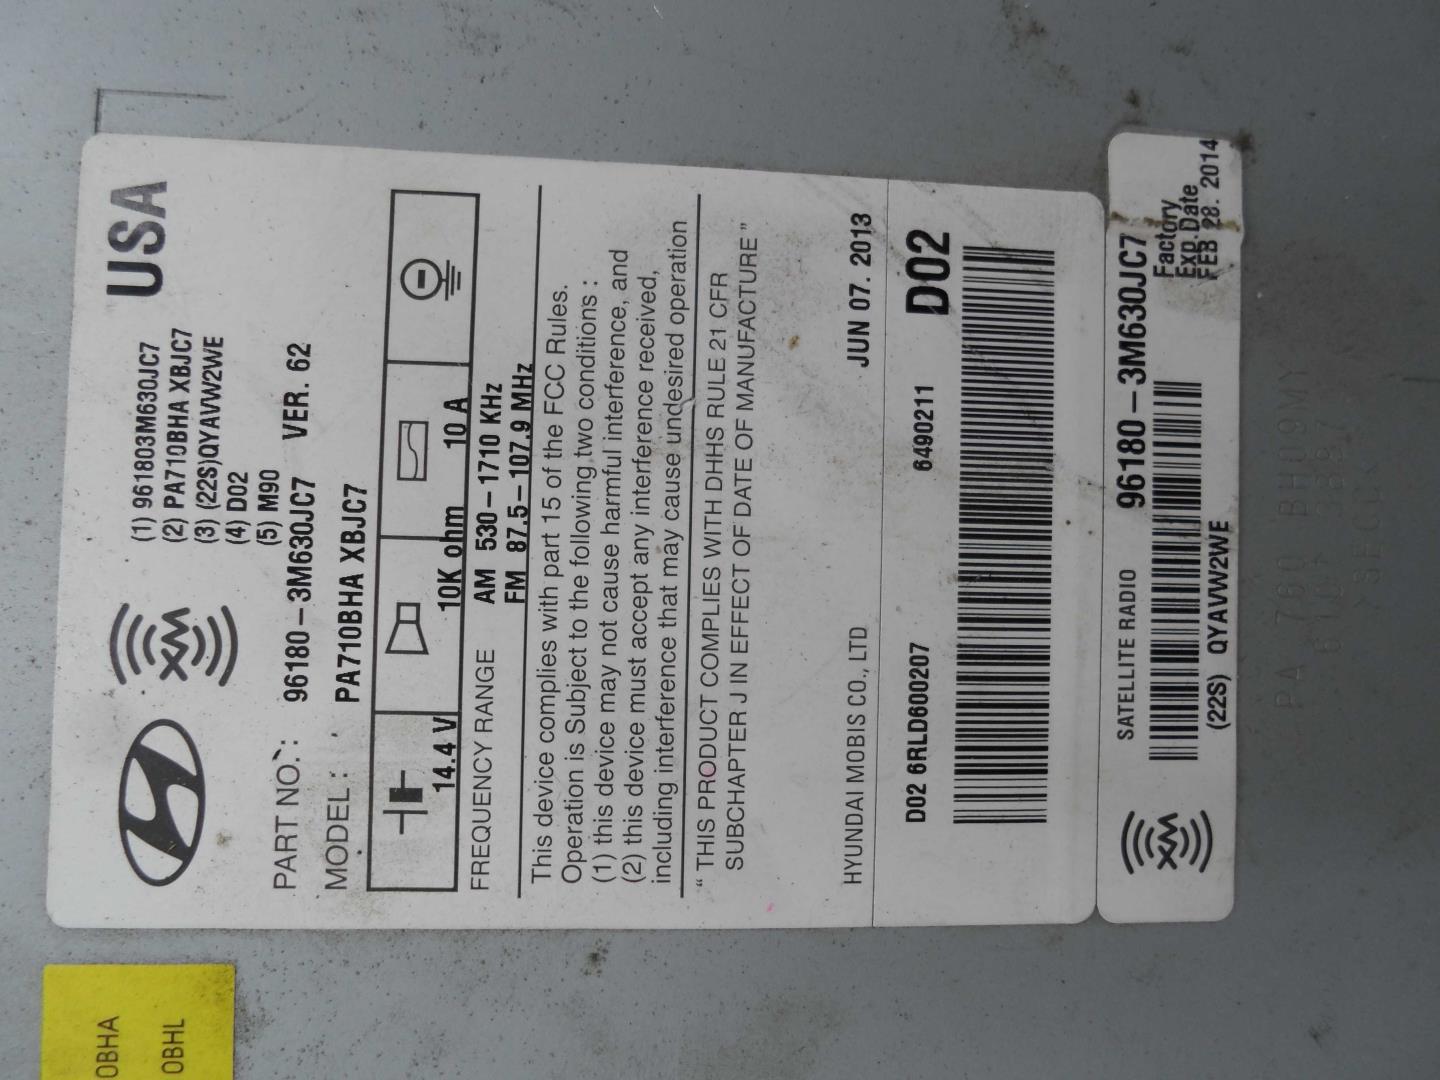 USA
(1) 961803M630JC7
(2) PA710BHA XBJC7
(3) (22S)QYAVW2WE
(4) D02
(5) M90
XM
PART NO.: 96180-3M630JC7 VER. 62
MODEL : PA710BHA XBJC7
14.4 V 10K ohm 10 A
FREQUENCY RANGE AM 530-1710 KHz
FM 87.5-107.9 MHz
This device complies with part 15 of the FCC Rules.
Operation is Subject to the following two conditions :
(1) this device may not cause harmful interference, and
(2) this device must accept any interference received,
including interference that may cause undesired operation
“ THIS PRODUCT COMPLIES WITH DHHS RULE 21 CFR
SUBCHAPTER J IN EFFECT OF DATE OF MANUFACTURE ”
HYUNDAI MOBIS CO., LTD JUN 07. 2013
D02 6RLD600207 6490211 D02
XM
SATELLITE RADIO 96180-3M630JC7
(22S) QYAVW2WE
Factory
Exp.Date
FEB 28. 2014
0BHA
0BHL